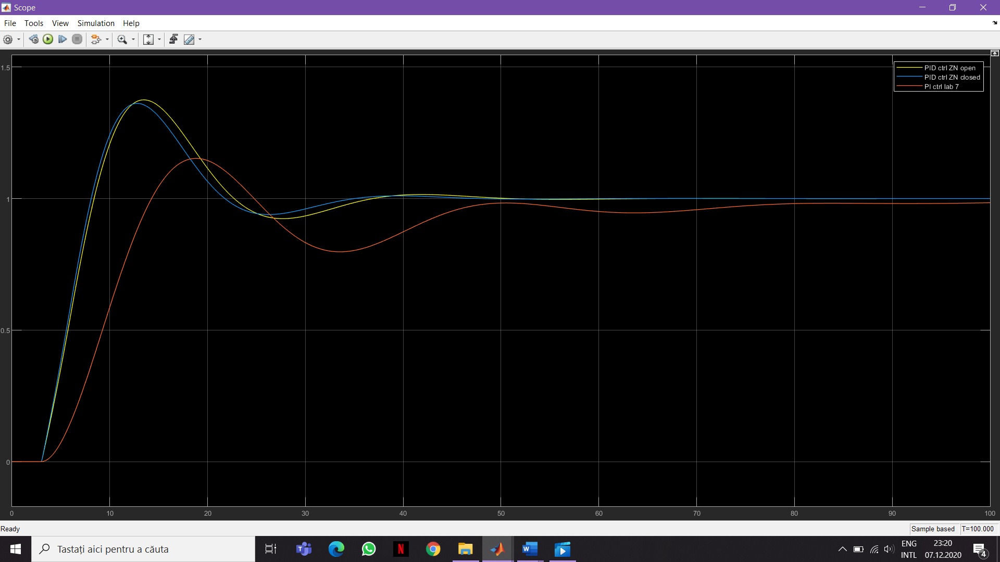 Scope
File Tools View Simulation Help
1.5
1
0.5
0
PID ctrl ZN open
PID ctrl ZN closed
PI ctrl lab 7
0 10 20 30 40 50 60 70 80 90 100
Ready
Sample based T=100.000
Tastați aici pentru a căuta
T
N
W
ENG
INTL
23:20
07.12.2020
4